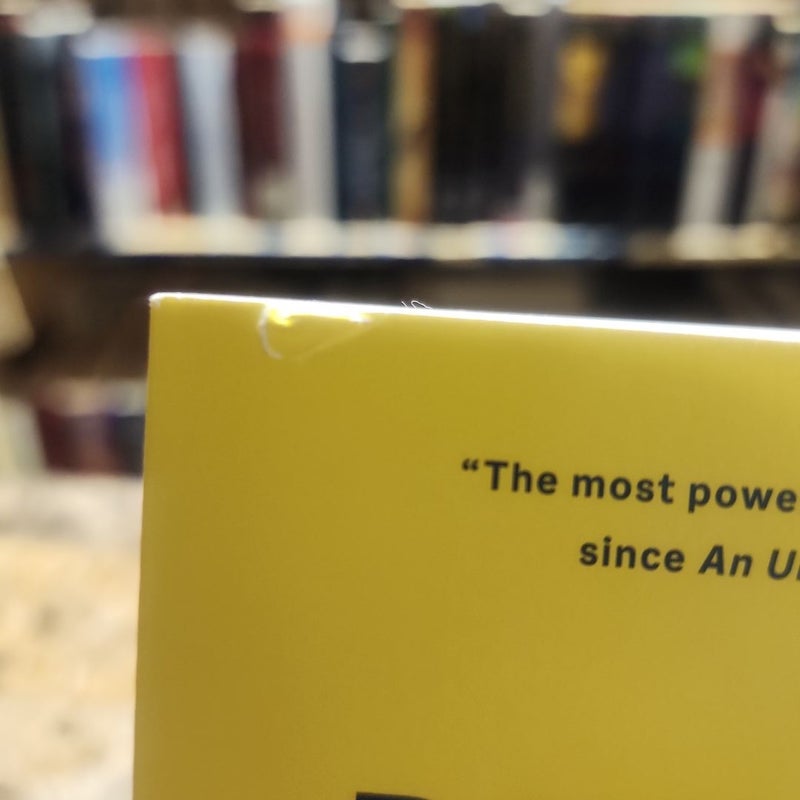 “The most powe
since An U